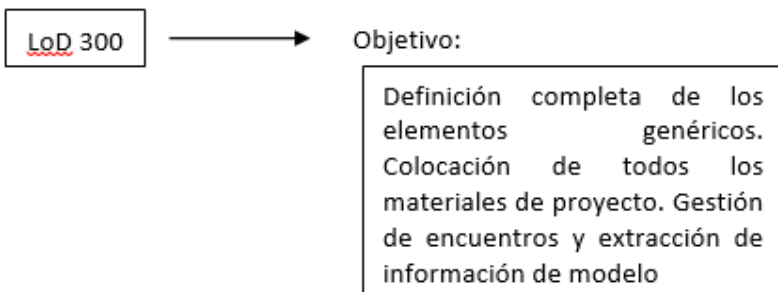 LoD 300
Objetivo:
Definición completa de los
elementos genéricos.
Colocación de todos los
materiales de proyecto. Gestión
de encuentros y extracción de
información de modelo